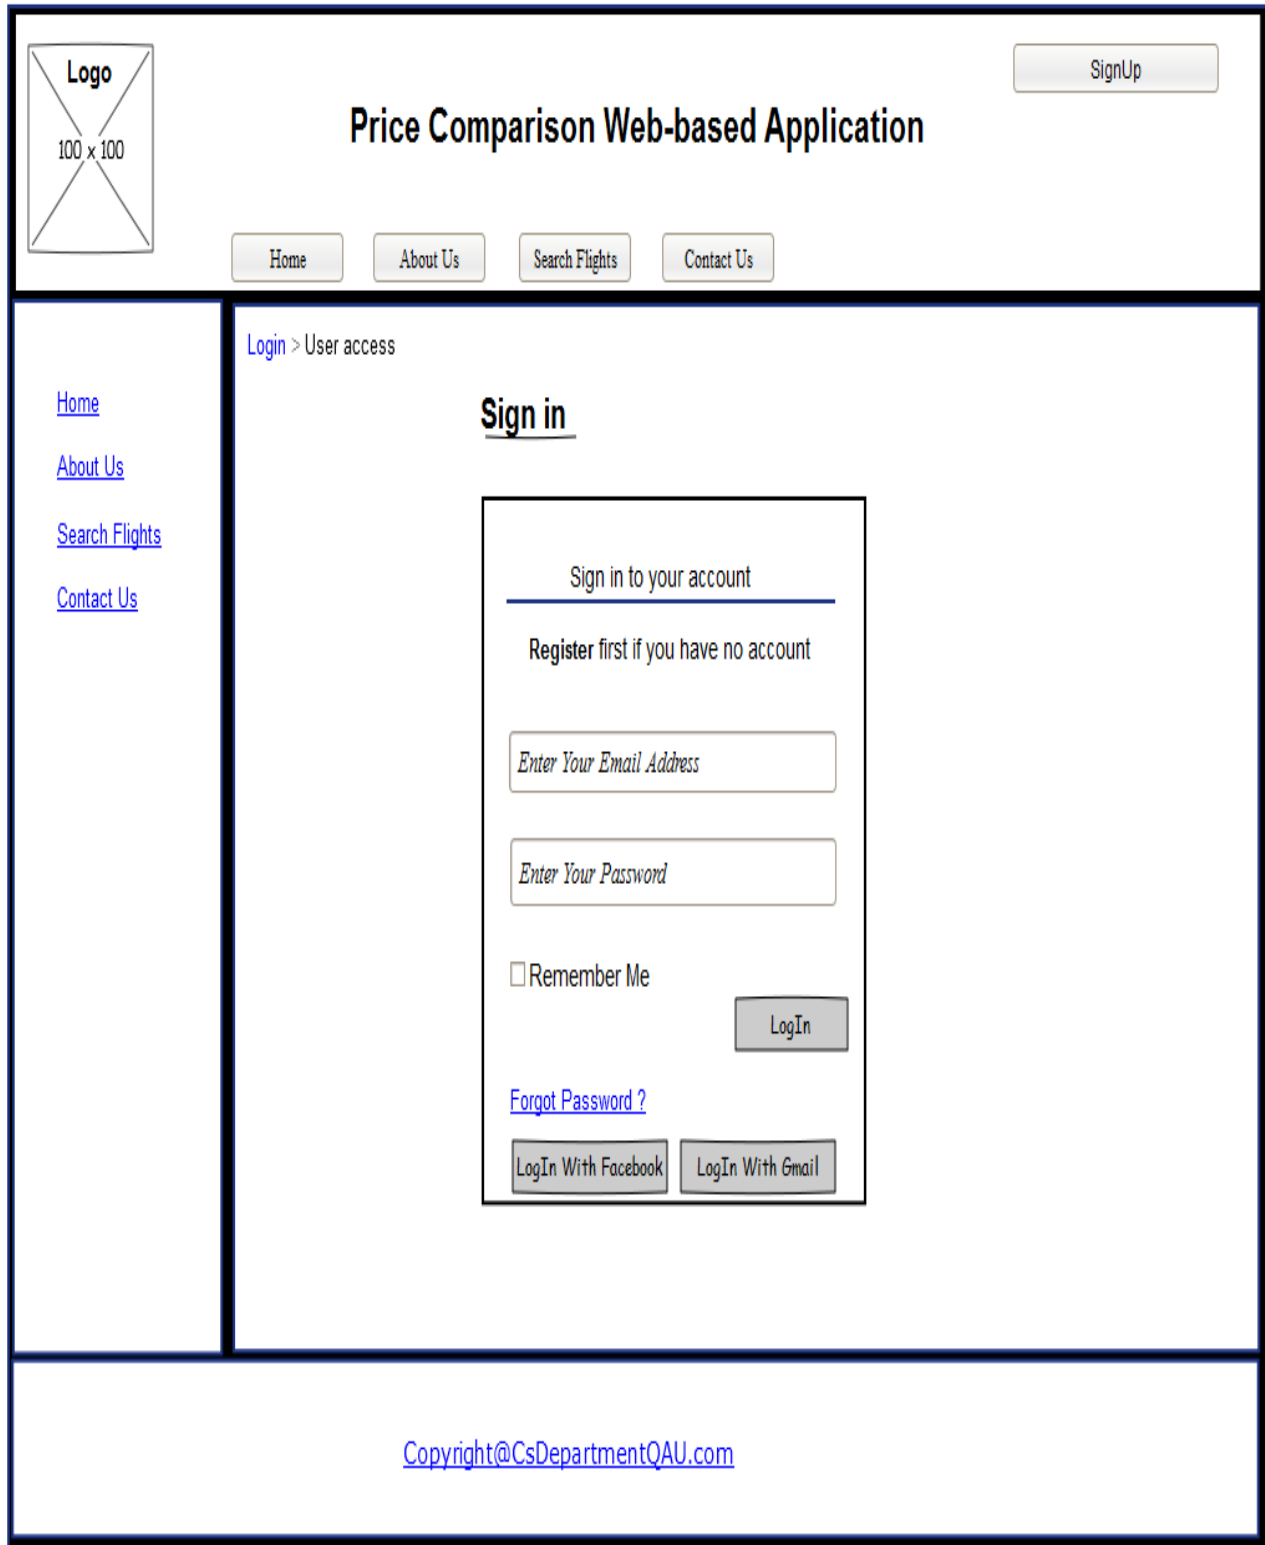 Logo
100 x 100
SignUp
Price Comparison Web-based Application
Home
About Us
Search Flights
Contact Us
Home
About Us
Search Flights
Contact Us
Login > User access
Sign in
Sign in to your account
Register first if you have no account
Enter Your Email Address
Enter Your Password
Remember Me
LogIn
Forgot Password ?
LogIn With Facebook
LogIn With Gmail
Copyright@CsDepartmentQAU.com